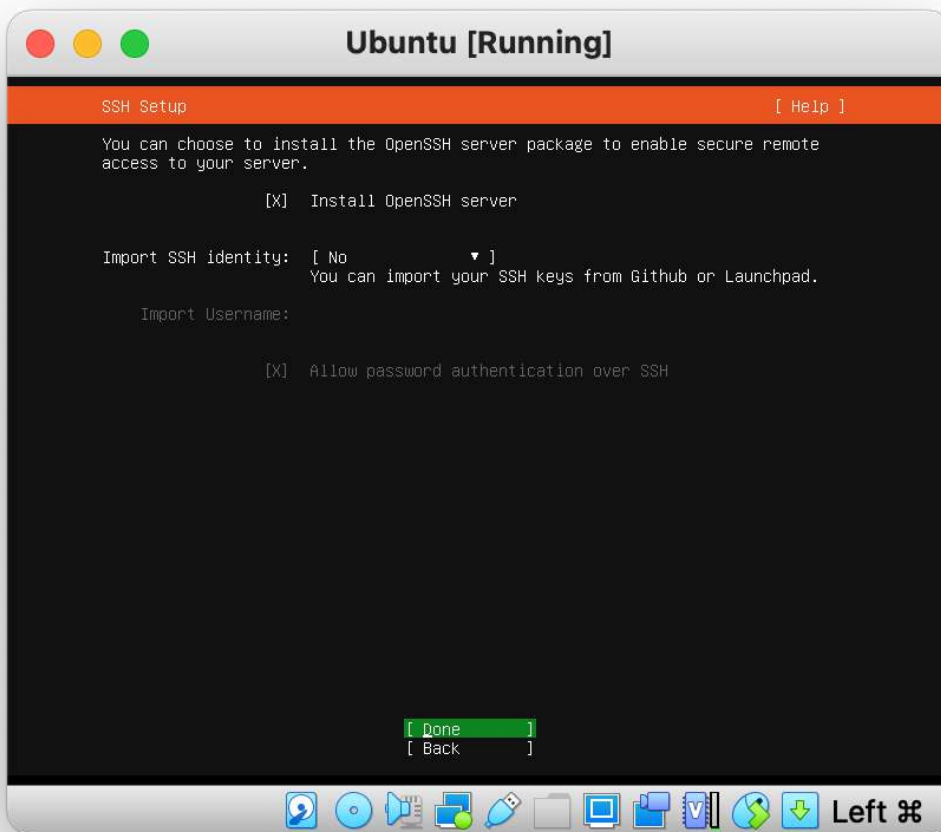 Ubuntu [Running]
SSH Setup [ Help ]
You can choose to install the OpenSSH server package to enable secure remote
access to your server.
[X] Install OpenSSH server
Import SSH identity: [ No ▼ ]
You can import your SSH keys from Github or Launchpad.
Import Username:
[X] Allow password authentication over SSH
[ Done ]
[ Back ]
Left ⌘